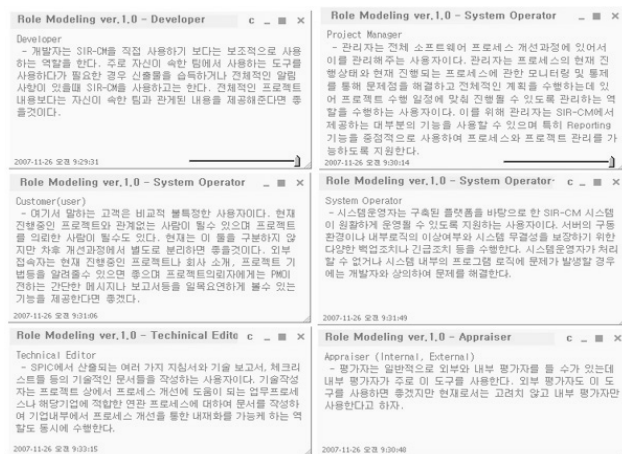 Role Modeling ver.1.0 - Developer
Developer
- 개발자는 SIR-CM을 직접 사용하기 보다는 보조적으로 사용
하는 역할을 한다. 주로 자신이 속한 팀에서 사용하는 도구를
사용하다가 필요한 경우 산출물을 습득하거나 전체적인 알림
사항이 있을때 SIR-CM을 사용하고는 한다. 전체적인 프로젝트
내용보다는 자신이 속한 팀과 관계된 내용을 제공해준다면 좋
을것이다.
2007-11-26 오전 9:29:31
Role Modeling ver.1.0 - System Operator
Project Manager
- 관리자는 전체 소프트웨어 프로세스 개선과정에 있어서
이를 관리해주는 사용자이다. 관리자는 프로세스의 현재 진
행상태와 현재 진행되는 프로세스에 관한 모니터링 및 통제
를 통해 문제점을 해결하고 전체적인 계획을 수행하는데 있
어 프로젝트 수행 일정에 맞춰 진행될 수 있도록 관리하는 역
할을 수행하는 사용자이다. 이를 위해 관리자는 SIR-CM에서
제공하는 대부분의 기능을 사용할 수 있으며 특히 Reporting
기능을 중점적으로 사용하여 프로세스와 프로젝트 관리를 가
능하도록 지원한다.
2007-11-26 오전 9:30:14
Role Modeling ver.1.0 - System Operator
Customer(user)
- 여기서 말하는 고객은 비교적 불특정한 사용자이다. 현재
진행중인 프로젝트와 관계없는 사람이 될수 있으며 프로젝트
를 의뢰한 사람이 될수도 있다. 현재는 이 둘을 구분하지 않
지만 차후 개선과정에서 별도로 분리하면 좋을것이다. 외부
접속자는 현재 진행중인 프로젝트나 회사 소개, 프로젝트 기
법등을 알려줄수 있으면 좋으며 프로젝트의뢰자에게는 PM이
전하는 간단한 메시지나 보고서등을 일목요연하게 볼수 있는
기능을 제공한다면 좋겠다.
2007-11-26 오전 9:31:06
Role Modeling ver.1.0 - System Operator
System Operator
- 시스템운영자는 구축된 플랫폼을 바탕으로 한 SIR-CM 시스템
이 원활하게 운영될 수 있도록 지원하는 사용자이다. 서버의 구동
환경이나 내부로직의 이상여부와 시스템 무결성을 보장하기 위한
다양한 백업조치나 긴급조치 등을 수행한다. 시스템운영자가 처리
할 수 없거나 시스템 내부의 프로그램 로직에 문제가 발생할 경우
에는 개발자와 상의하여 문제를 해결한다.
2007-11-26 오전 9:31:49
Role Modeling ver.1.0 - Techinical Edito
Technical Editor
- SPIC에서 산출되는 여러 가지 지침서와 기술 보고서, 체크리
스트들 등의 기술적인 문서들을 작성하는 사용자이다. 기술작성
자는 프로젝트 상에서 프로세스 개선에 도움이 되는 업무프로세
스나 해당기업에 적합한 연관 프로세스에 대하여 문서를 작성하
여 기업내부에서 프로세스 개선을 통한 내재화를 가능케 하는 역
할도 동시에 수행한다.
2007-11-26 오전 9:33:15
Role Modeling ver.1.0 - Appraiser
Appraiser (Internal, External)
- 평가자는 일반적으로 외부와 내부 평가자를 둘 수가 있는데
내부 평가자가 주로 이 도구를 사용한다. 외부 평가자도 이 도
구를 사용하면 좋겠지만 현재로서는 고려치 않고 내부 평가자만
사용한다고 하자.
2007-11-26 오전 9:30:48